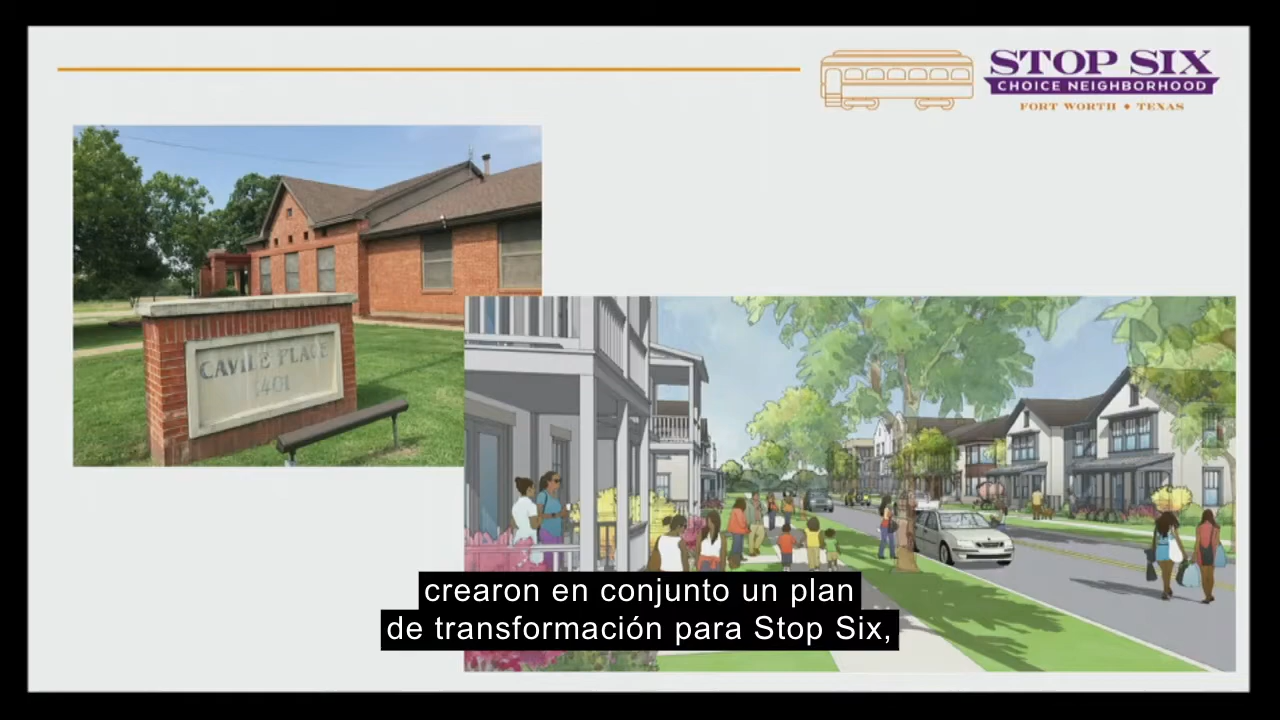 STOP SIX
CHOICE NEIGHBORHOOD
FORT WORTH • TEXAS
CAVILE PLACE
1401
crearon en conjunto un plan
de transformación para Stop Six,